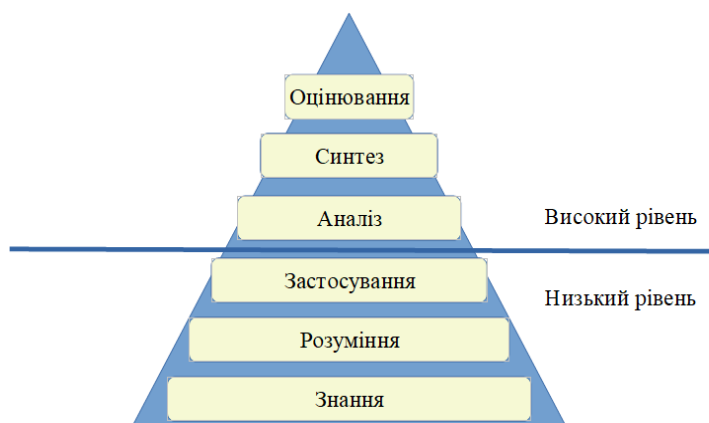 Оцінювання
Синтез
Аналіз
Високий рівень
Застосування
Низький рівень
Розуміння
Знання